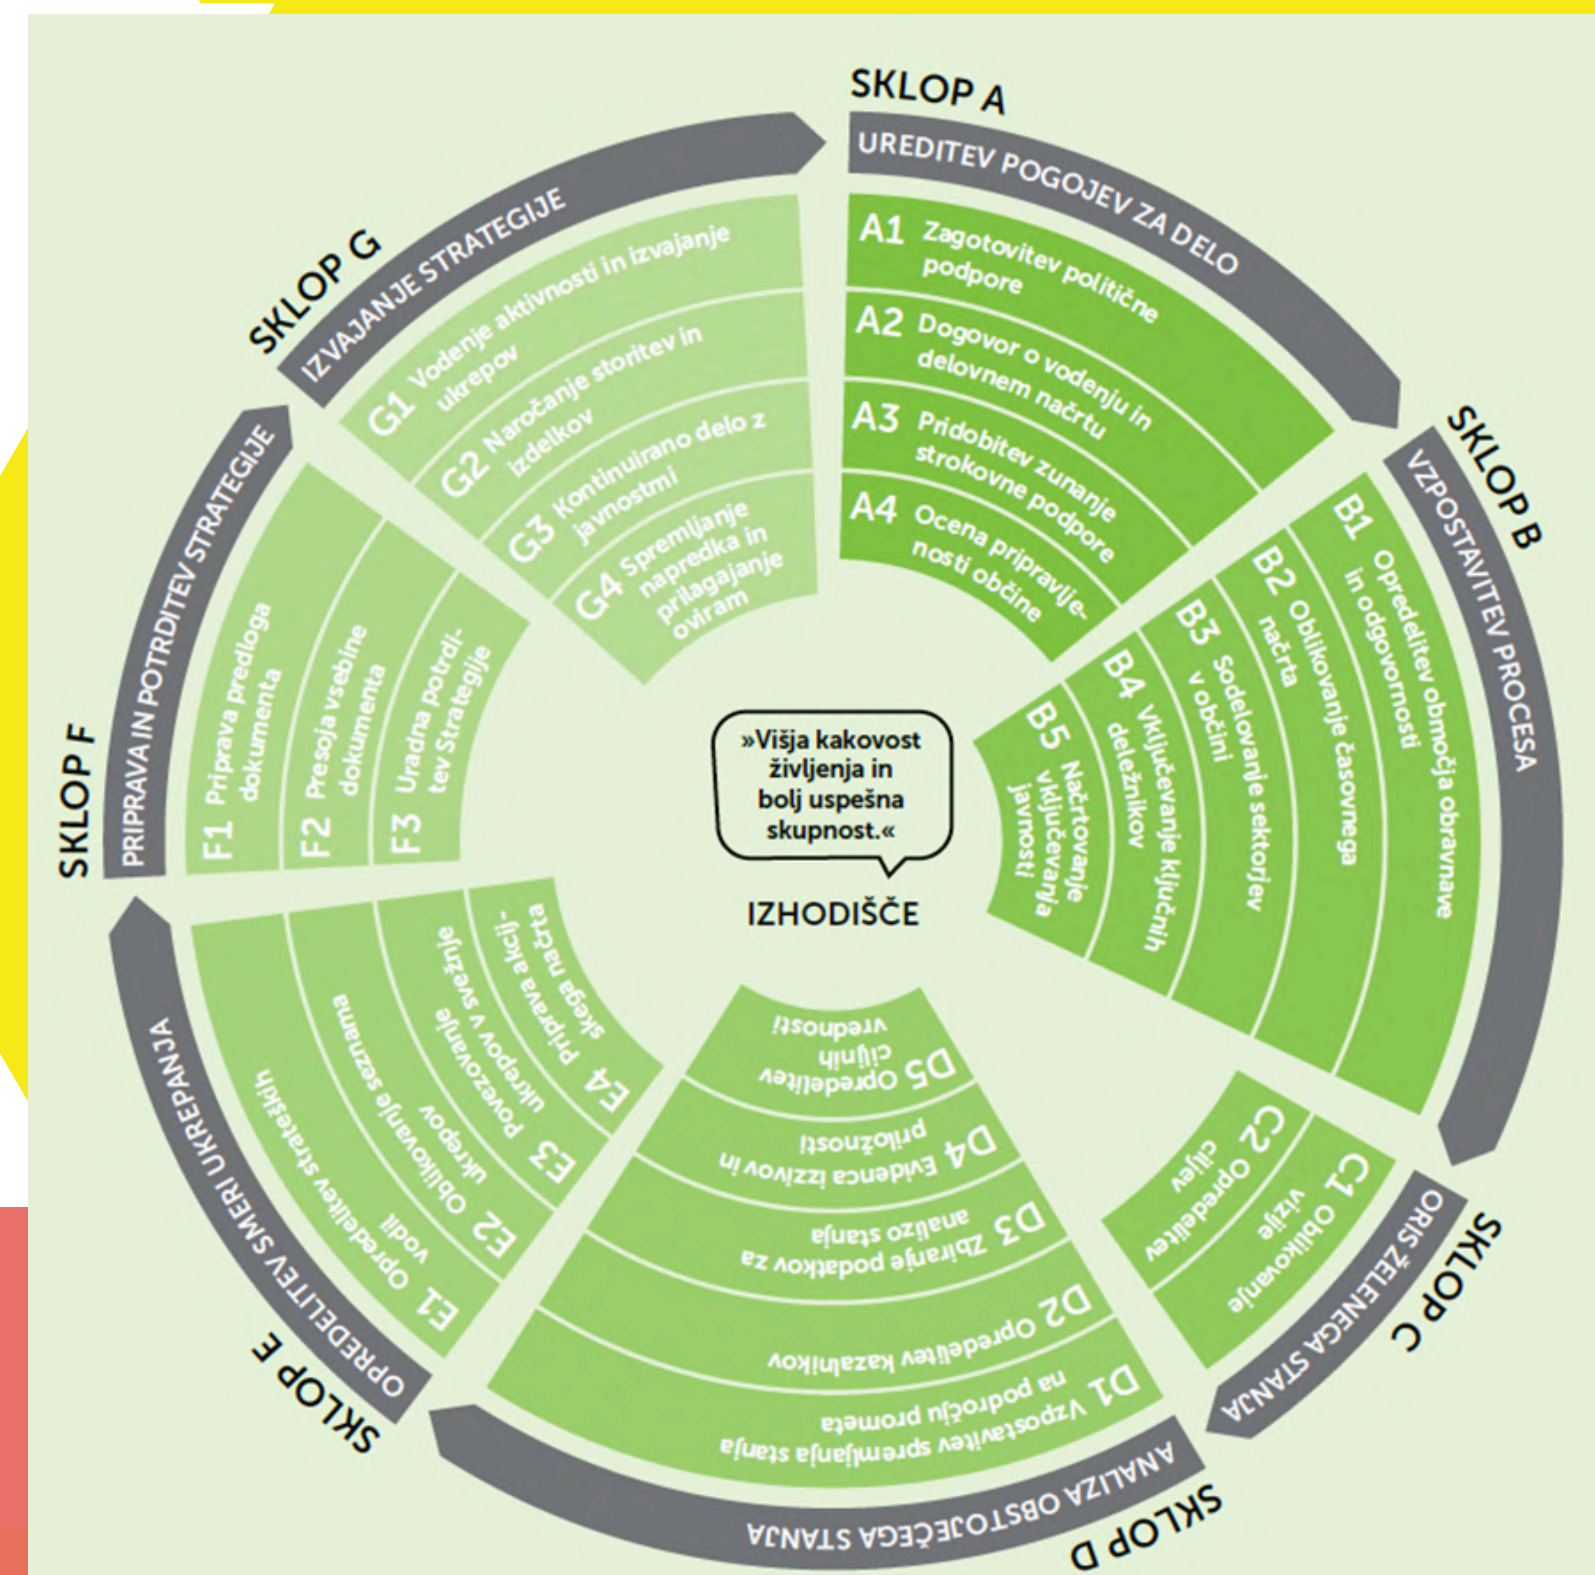 SKLOP A
UREDITEV POGOJEV ZA DELO
A1 Zagotovitev politične
podpore
A2 Dogovor o vodenju in
delovnem načrtu
A3 Pridobitev zunanje
strokovne podpore
A4 Ocena pripravlje-
nosti občine
SKLOP B
VZPOSTAVITEV PROCESA
B1 Opredelitev območja obravnave
in odgovornosti
B2 Oblikovanje časovnega
načrta
B3 Sodelovanje sektorjev
v občini
B4 Vključevanje ključnih
deležnikov
B5 Načrtovanje
vključevanja
javnosti
SKLOP C
ORIS ŽELENEGA STANJA
C1 Oblikovanje
vizije
C2 Opredelitev
ciljev
SKLOP D
ANALIZA OBSTOJEČEGA STANJA
D1 Vzpostavitev spremljanja stanja
na področju prometa
D2 Opredelitev kazalnikov
D3 Zbiranje podatkov za
analizo stanja
D4 Evidenca izzivov in
priložnosti
D5 Opredelitev
ciljnih
vrednosti
SKLOP E
OPREDELITEV SMERI UKREPANJA
E1 Opredelitev strateških
vodil
E2 Oblikovanje seznama
ukrepov
E3 Povezovanje
ukrepov v svežnje
E4 Priprava akcij-
skega načrta
SKLOP F
PRIPRAVA IN POTRDITEV STRATEGIJE
F1 Priprava predloga
dokumenta
F2 Presoja vsebine
dokumenta
F3 Uradna potrdi-
tev Strategije
SKLOP G
IZVAJANJE STRATEGIJE
G1 Vodenje aktivnosti in izvajanje
ukrepov
G2 Naročanje storitev in
izdelkov
G3 Kontinuirano delo z
javnostmi
G4 Spremljanje
napredka in
prilagajanje
oviram
»Višja kakovost
življenja in
bolj uspešna
skupnost.«
IZHODIŠČE